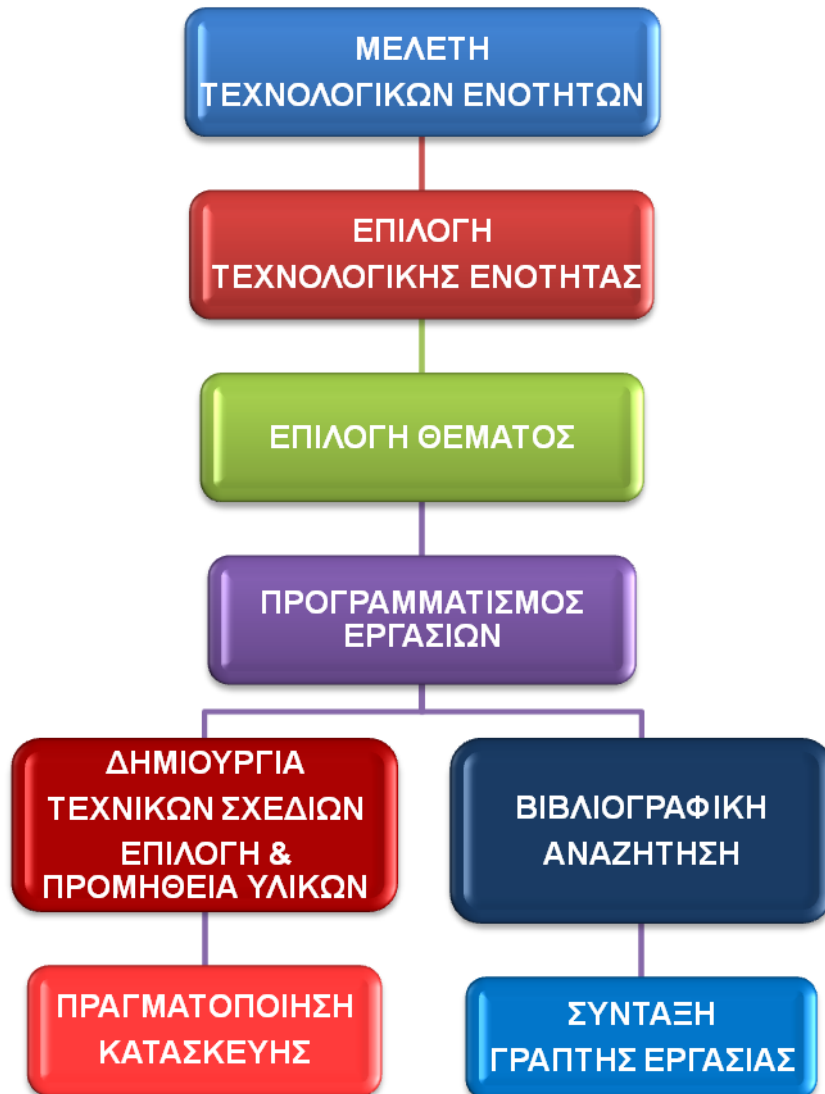 ΜΕΛΕΤΗ
ΤΕΧΝΟΛΟΓΙΚΩΝ ΕΝΟΤΗΤΩΝ
ΕΠΙΛΟΓΗ
ΤΕΧΝΟΛΟΓΙΚΗΣ ΕΝΟΤΗΤΑΣ
ΕΠΙΛΟΓΗ ΘΕΜΑΤΟΣ
ΠΡΟΓΡΑΜΜΑΤΙΣΜΟΣ
ΕΡΓΑΣΙΩΝ
ΔΗΜΙΟΥΡΓΙΑ
ΤΕΧΝΙΚΩΝ ΣΧΕΔΙΩΝ
ΕΠΙΛΟΓΗ &
ΠΡΟΜΗΘΕΙΑ ΥΛΙΚΩΝ
ΒΙΒΛΙΟΓΡΑΦΙΚΗ
ΑΝΑΖΗΤΗΣΗ
ΠΡΑΓΜΑΤΟΠΟΙΗΣΗ
ΚΑΤΑΣΚΕΥΗΣ
ΣΥΝΤΑΞΗ
ΓΡΑΠΤΗΣ ΕΡΓΑΣΙΑΣ